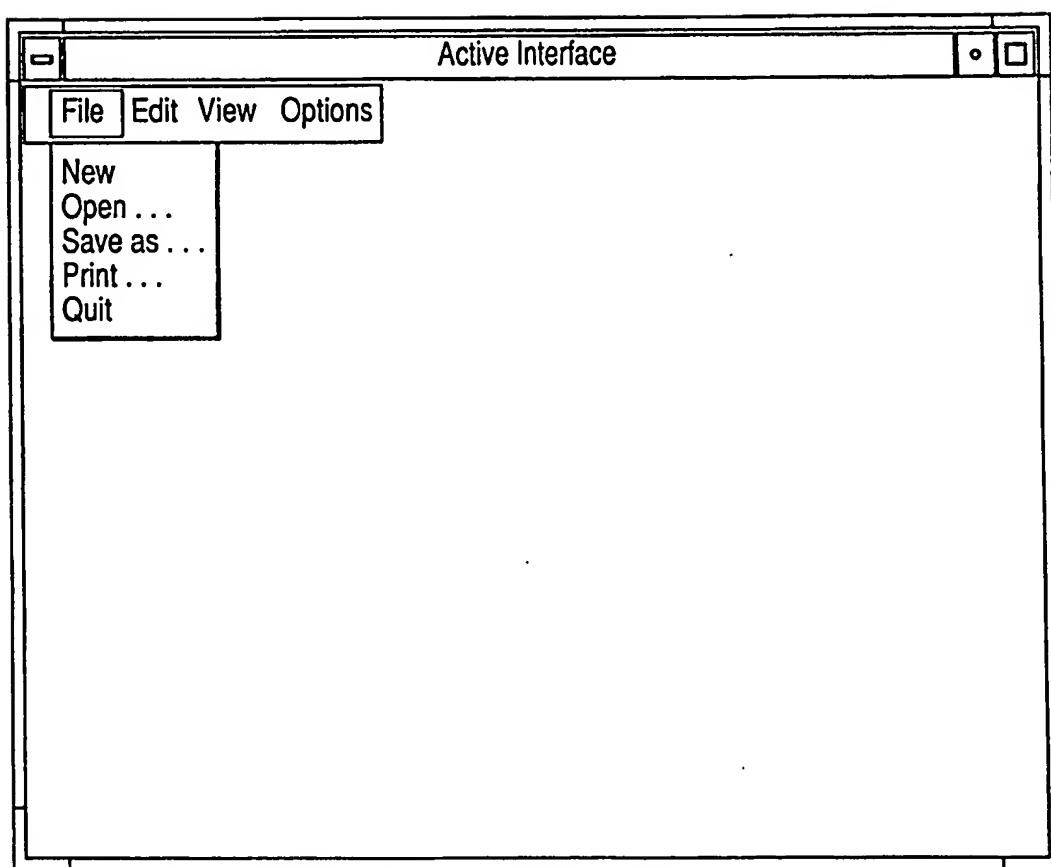 Active Interface
File Edit View Options
New
Open . . .
Save as . . .
Print . . .
Quit